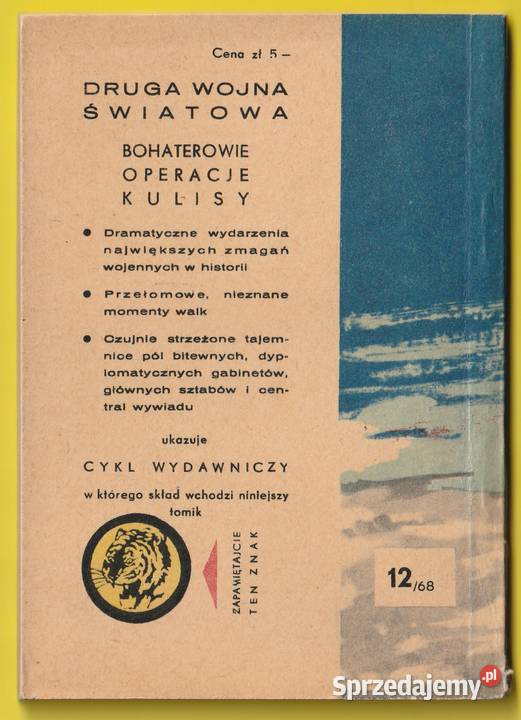 Cena zł 5 —
DRUGA WOJNA
ŚWIATOWA
BOHATEROWIE
OPERACJE
KULISY
● Dramatyczne wydarzenia
największych zmagań
wojennych w historii
● Przełomowe, nieznane
momenty walk
● Czujnie strzeżone tajem-
nice pól bitewnych, dyp-
lomatycznych gabinetów,
głównych sztabów i cen-
tral wywiadu
ukazuje
CYKL WYDAWNICZY
w którego skład wchodzi niniejszy
tomik
ZAPAMIĘTAJCIE
TEN ZNAK
12/68
Sprzedajemy.pl